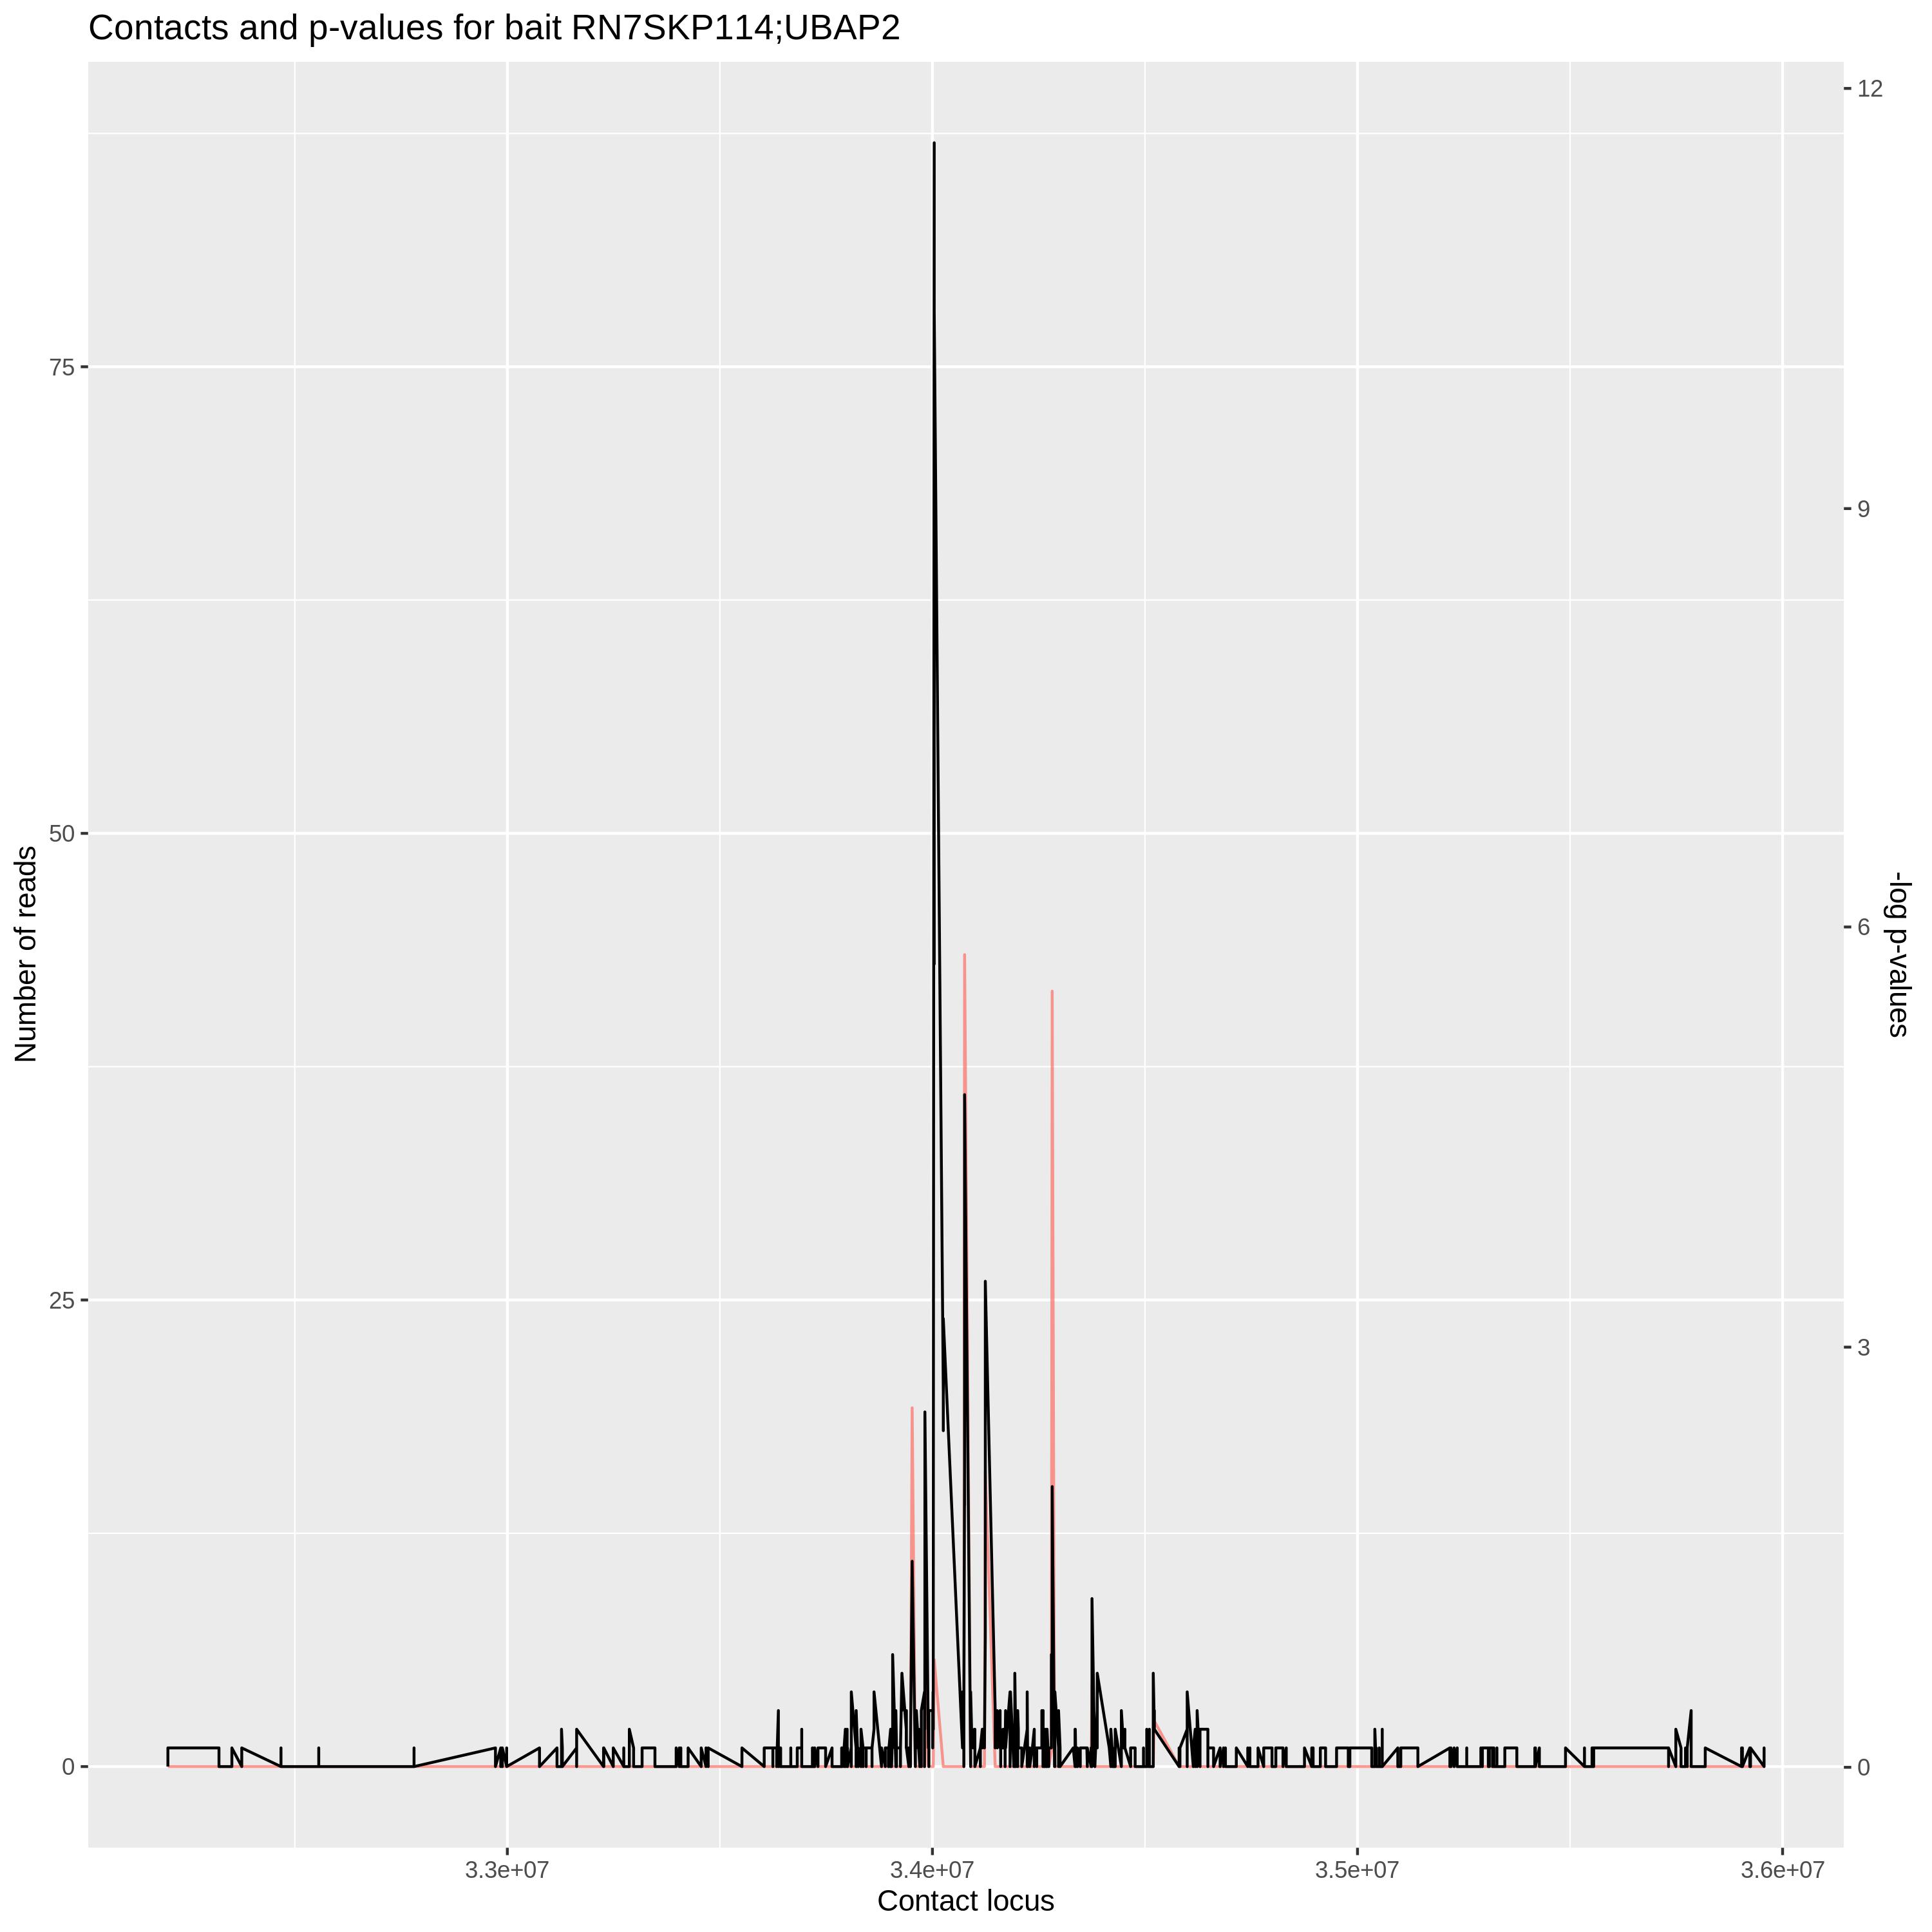 Contacts and p-values for bait RN7SKP114;UBAP2
12
75
9
50
6
Number of reads
-log p-values
25
3
0
0
3.3e+07
3.4e+07
3.5e+07
3.6e+07
Contact locus